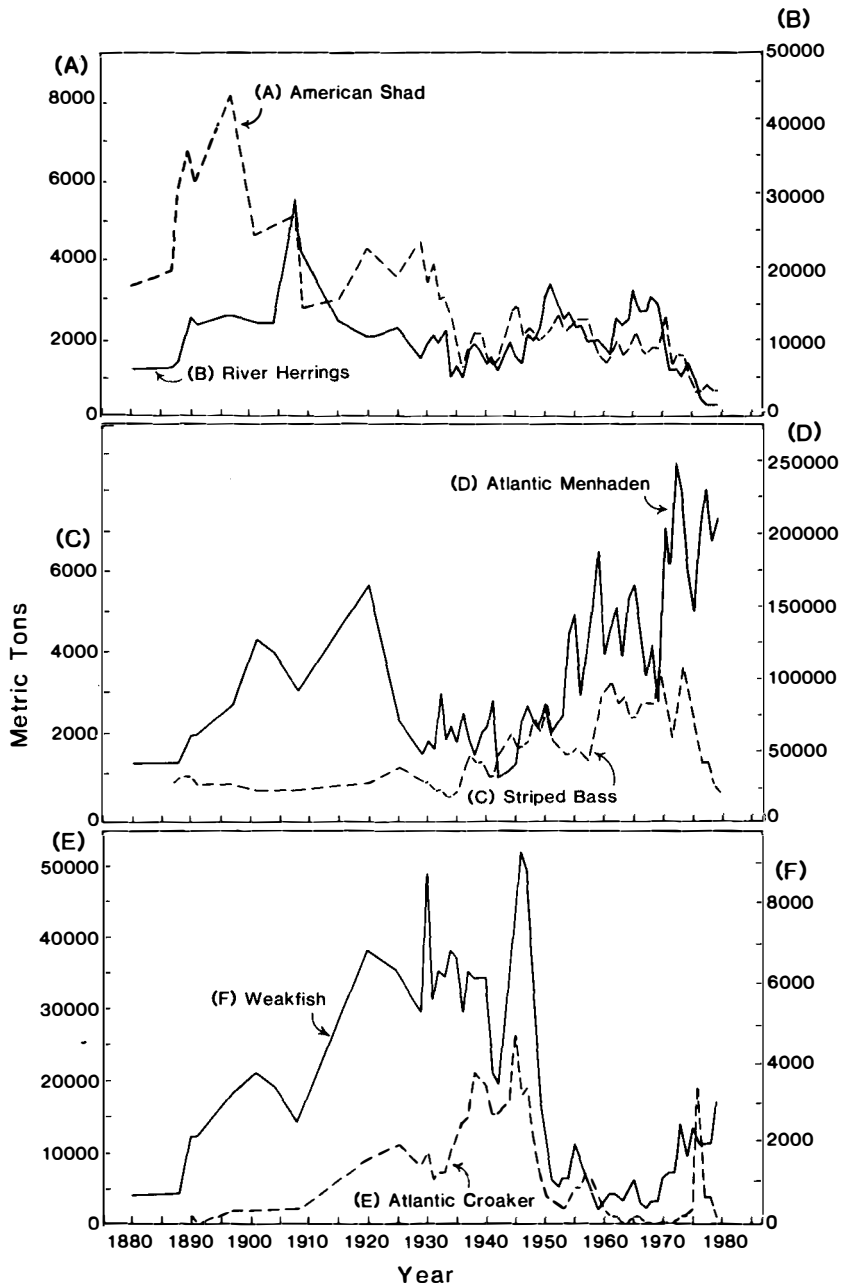 (B)
50000
(A)
(A) American Shad
8000
40000
6000
30000
4000
20000
2000
10000
(B) River Herrings
0
0
(D)
(D) Atlantic Menhaden
250000
(C)
200000
6000
150000
4000
100000
2000
50000
(C) Striped Bass
0
0
Metric Tons
(E)
50000
(F)
8000
40000
(F) Weakfish
6000
30000
4000
20000
10000
2000
(E) Atlantic Croaker
0
0
1880 1890 1900 1910 1920 1930 1940 1950 1960 1970 1980
Year